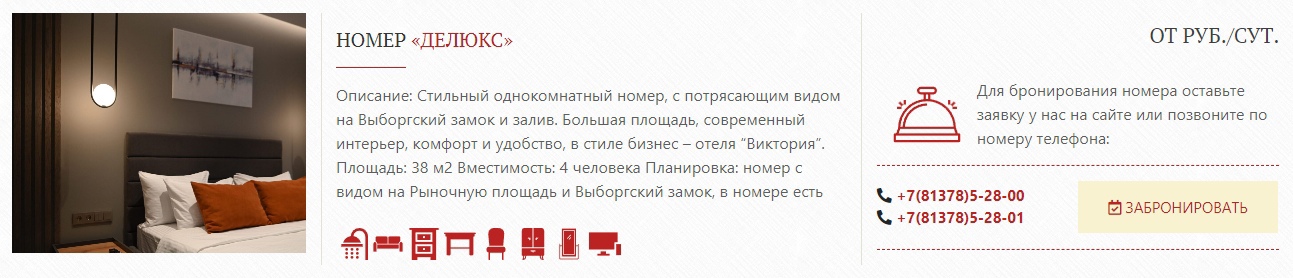 НОМЕР «ДЕЛЮКС»
Описание: Стильный однокомнатный номер, с потрясающим видом
на Выборгский замок и залив. Большая площадь, современный
интерьер, комфорт и удобство, в стиле бизнес – отеля “Виктория”.
Площадь: 38 м2 Вместимость: 4 человека Планировка: номер с
видом на Рыночную площадь и Выборгский замок, в номере есть
ОТ РУБ./СУТ.
Для бронирования номера оставьте
заявку у нас на сайте или позвоните по
номеру телефона:
+7(81378)5-28-00
+7(81378)5-28-01
ЗАБРОНИРОВАТЬ